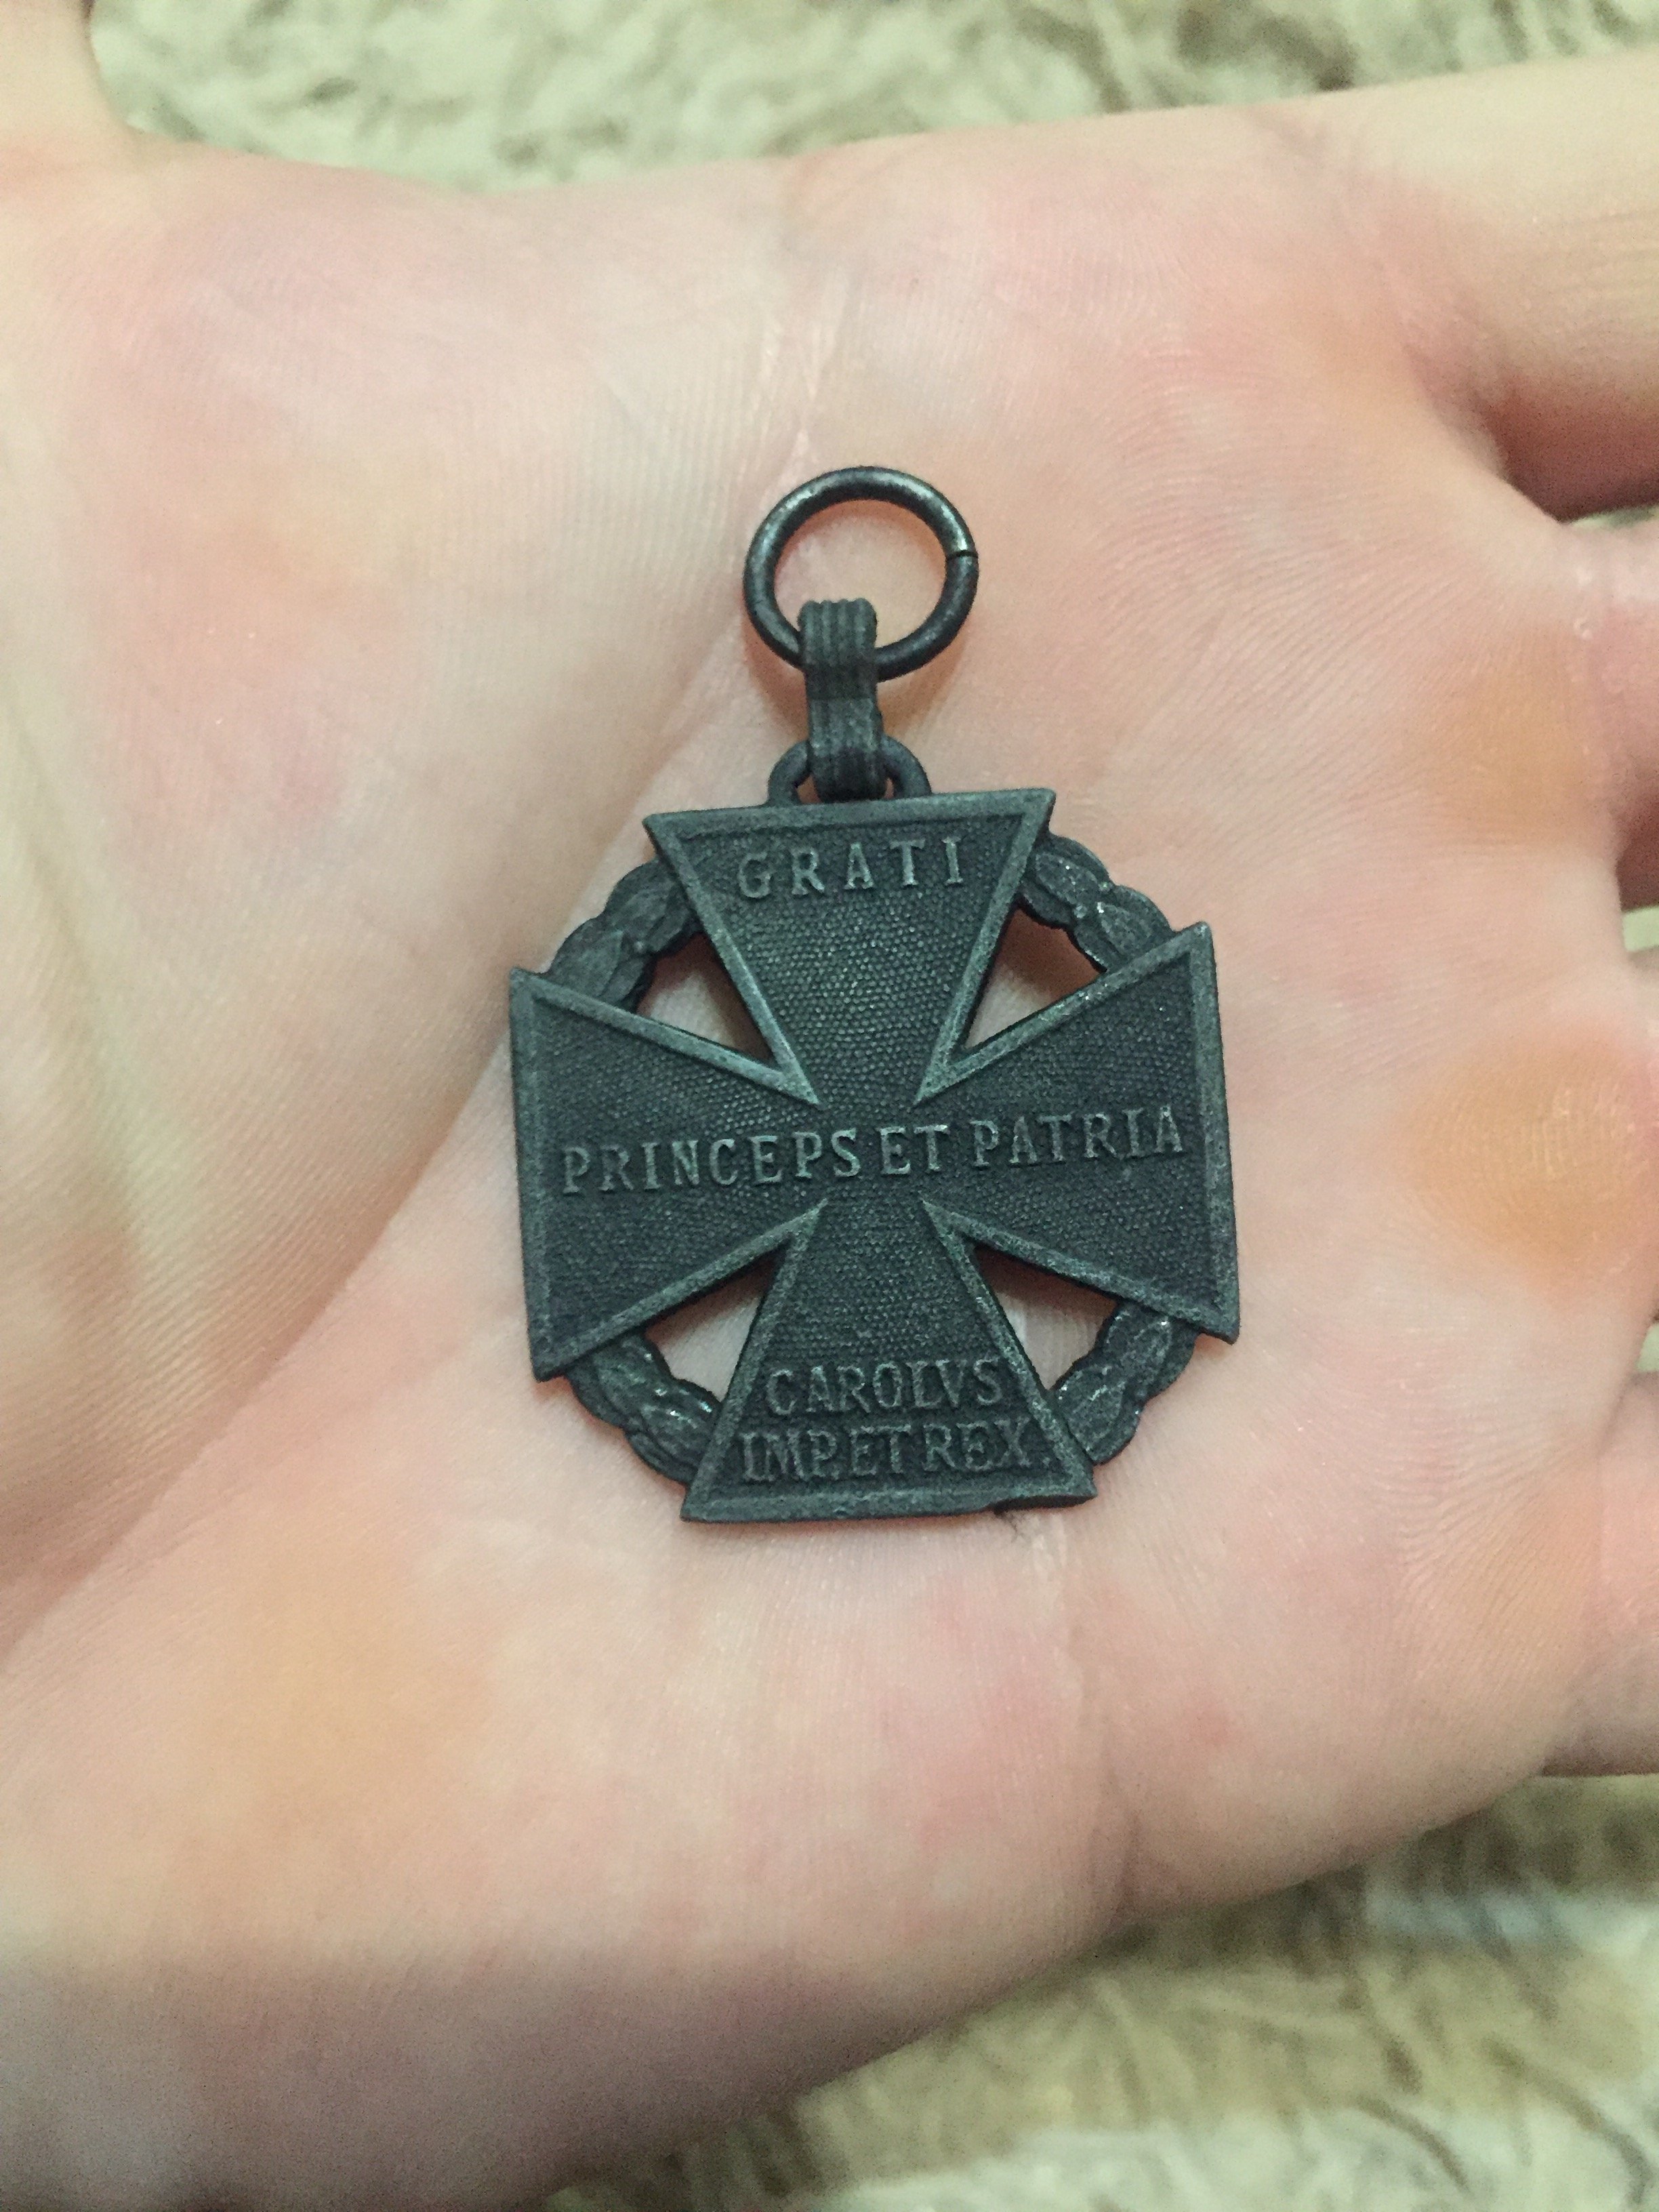 GRATI
PRINCEPS ET PATRIA
CAROLVS
IMP. ET REX.